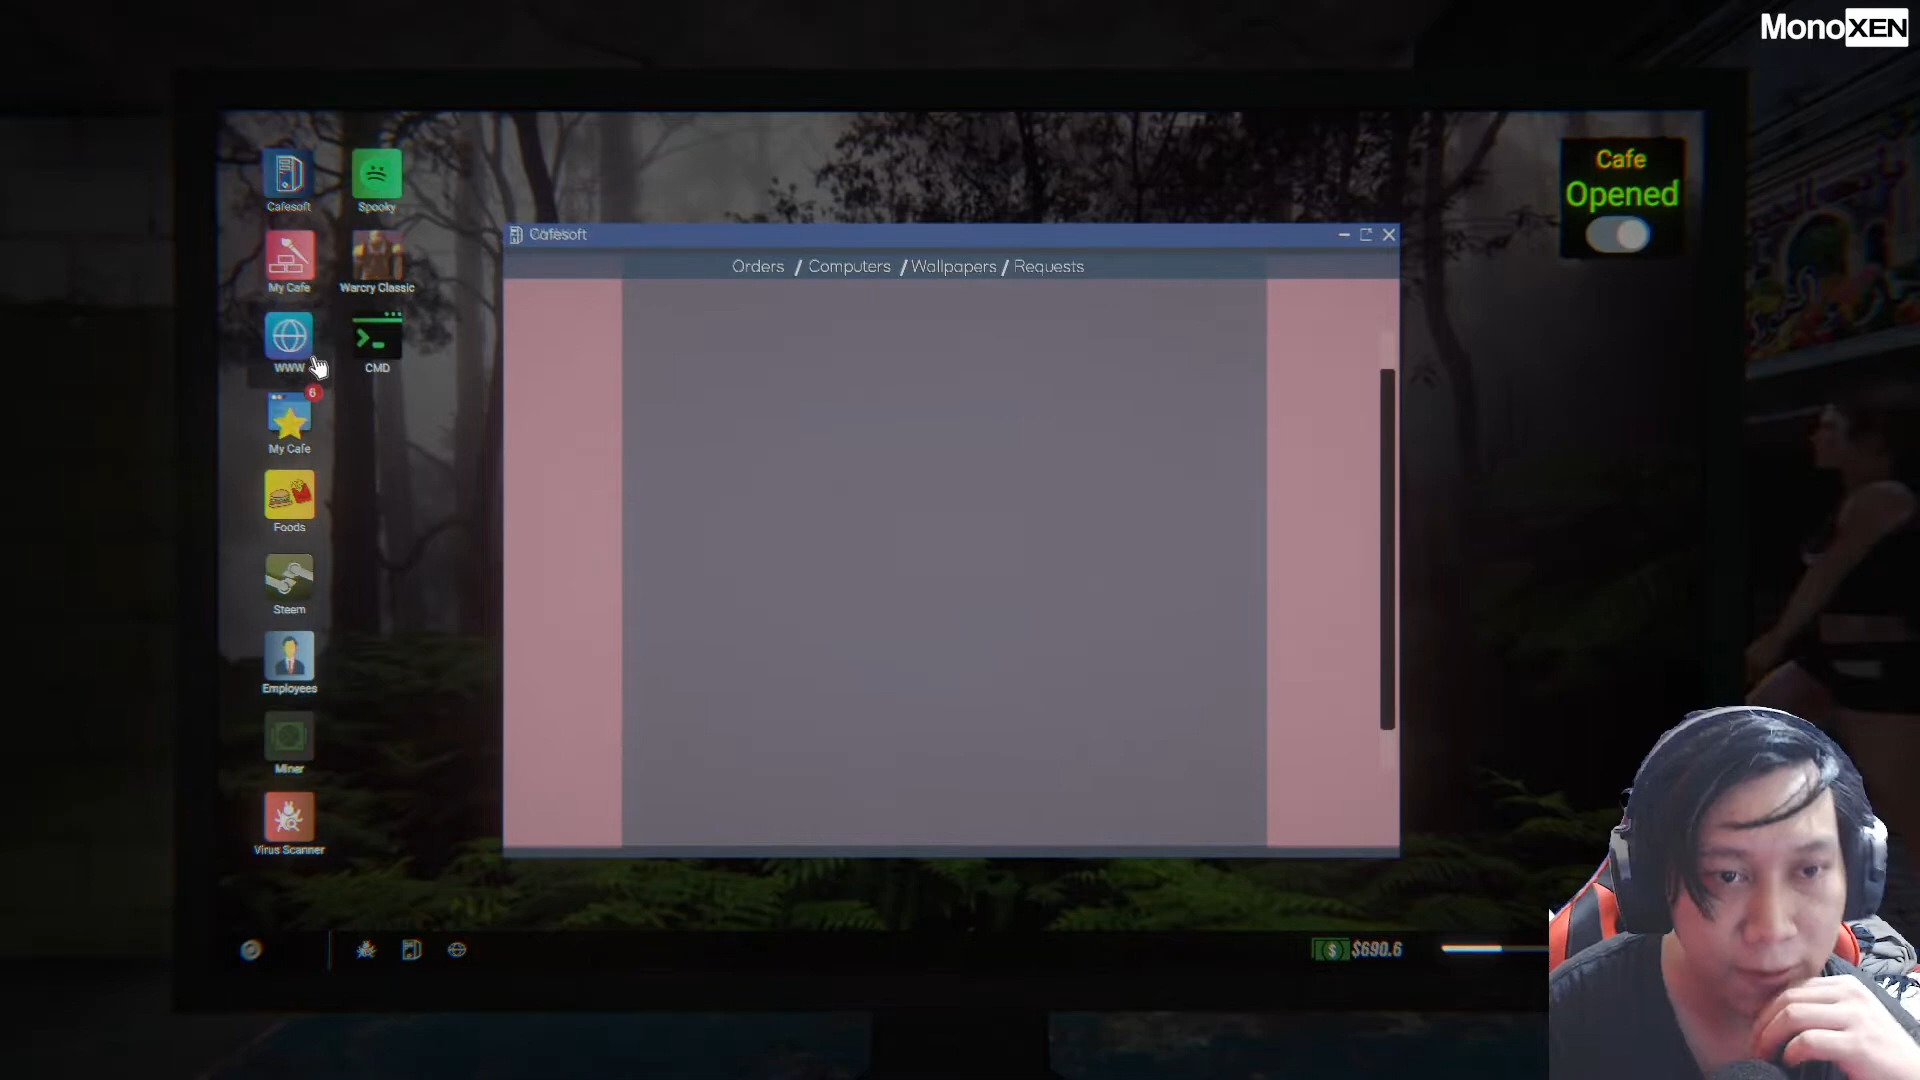 MonoXEN
Cafe
Opened
Cafesoft
Spooky
My Cafe
Warcry Classic
WWW
CMD
6
My Cafe
Foods
Steem
Employees
Miner
Virus Scanner
Cafesoft
Orders / Computers / Wallpapers / Requests
$690.6